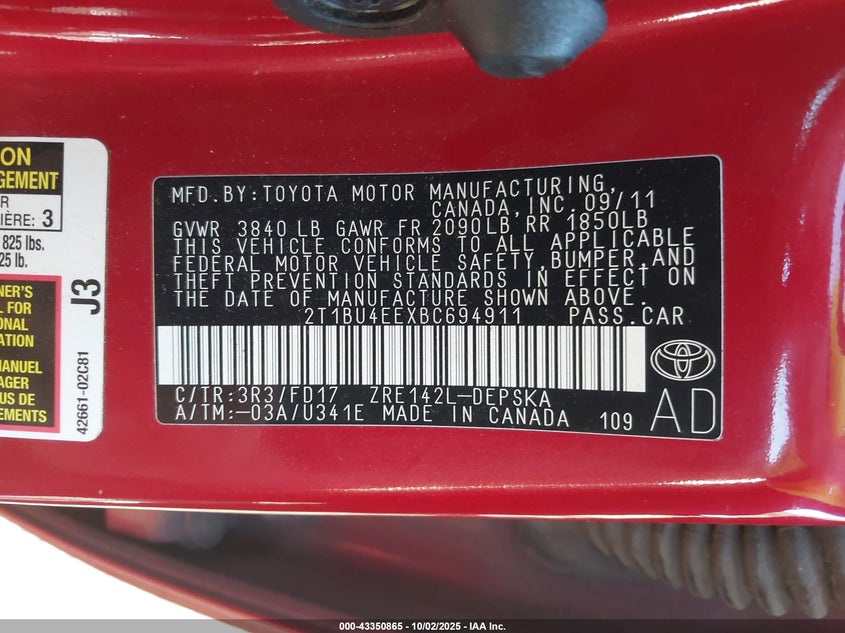 ON
GEMENT
R
IÈRE: 3
825 lbs.
25 lb.
NER'S
L FOR
ONAL
ATION
MANUEL
AGER
US DE
EMENTS
J3
42661-02C81
MFD.BY:TOYOTA MOTOR MANUFACTURING,
CANADA,INC. 09/11
GVWR 3840 LB GAWR FR 2090LB RR 1850LB
THIS VEHICLE CONFORMS TO ALL APPLICABLE
FEDERAL MOTOR VEHICLE SAFETY,BUMPER,AND
THEFT PREVENTION STANDARDS IN EFFECT ON
THE DATE OF MANUFACTURE SHOWN ABOVE.
2T1BU4EEXBC694911 PASS.CAR
C/TR:3R3/FD17 ZRE142L-DEPSKA
A/TM:-03A/U341E MADE IN CANADA 109
AD
000-43350865 - 10/02/2025 - IAA Inc.